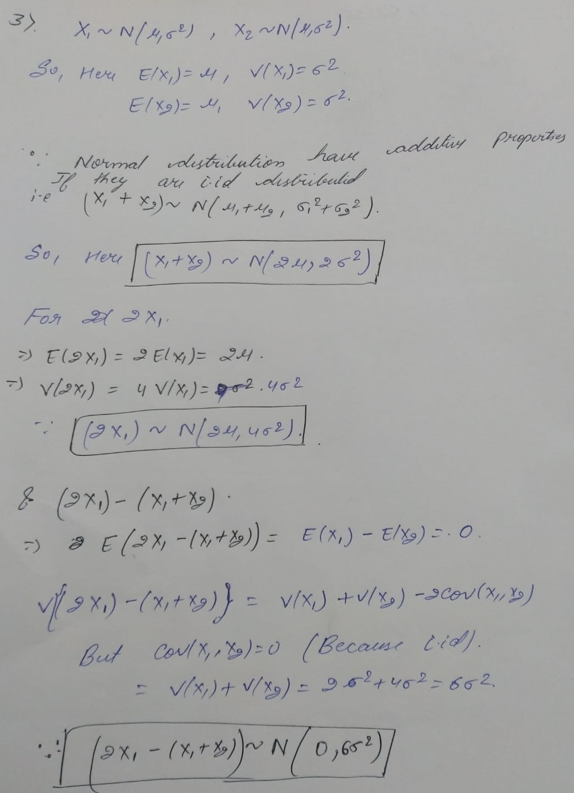 3).
X₁ ~ N(μ,σ²) , X₂ ~ N(μ,σ²).
So, Here E(X₁)= μ, V(X₁)= σ²
E(X₂)= μ, V(X₂)= σ².
∵ Normal distribution have additive properties
If they are i.id distributed
i-e (X₁ + X₂) ~ N(μ₁+μ₂, σ₁²+σ₂²).
So, Here (X₁+X₂) ~ N(2μ, 2σ²)
For 2X₁.
=) E(2X₁) = 2E(X₁)= 2μ.
=) V(2X₁) = 4 V(X₁)= σ². 4σ²
∵ (2X₁) ~ N(2μ, 4σ²).
& (2X₁) - (X₁+X₂).
=) E(2X₁ -(X₁+X₂)) = E(X₁) - E(X₂) = 0.
V{(2X₁) - (X₁+X₂)} = V(X₁) + V(X₂) - 2cov(X₁, X₂)
But cov(X₁, X₂)=0 (Because i.id).
= V(X₁) + V(X₂) = 2σ²+4σ² = 6σ².
∵ (2X₁ - (X₁+X₂)) ~ N(0, 6σ²)